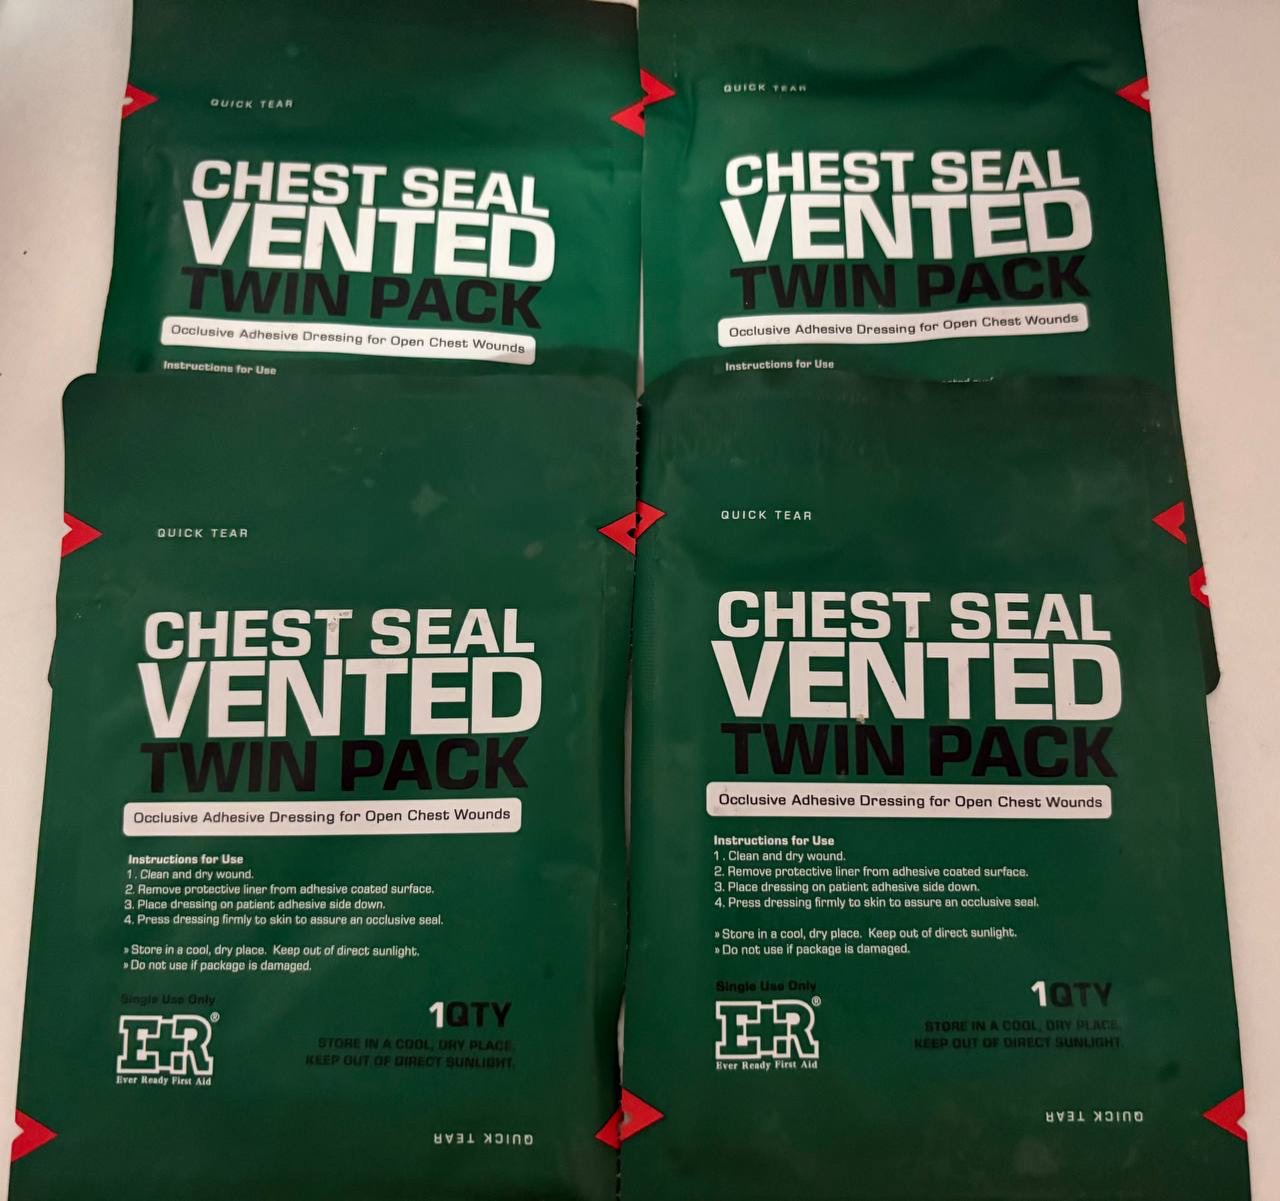 QUICK TEAR
CHEST SEAL
VENTED
TWIN PACK
Occlusive Adhesive Dressing for Open Chest Wounds
Instructions for Use
QUICK TEAR
CHEST SEAL
VENTED
TWIN PACK
Occlusive Adhesive Dressing for Open Chest Wounds
Instructions for Use
QUICK TEAR
CHEST SEAL
VENTED
TWIN PACK
Occlusive Adhesive Dressing for Open Chest Wounds
Instructions for Use
1. Clean and dry wound.
2. Remove protective liner from adhesive coated surface.
3. Place dressing on patient adhesive side down.
4. Press dressing firmly to skin to assure an occlusive seal.
» Store in a cool, dry place. Keep out of direct sunlight.
» Do not use if package is damaged.
Single Use Only
E+R®
Ever Ready First Aid
1QTY
STORE IN A COOL, DRY PLACE.
KEEP OUT OF DIRECT SUNLIGHT.
QUICK TEAR
QUICK TEAR
CHEST SEAL
VENTED
TWIN PACK
Occlusive Adhesive Dressing for Open Chest Wounds
Instructions for Use
1. Clean and dry wound.
2. Remove protective liner from adhesive coated surface.
3. Place dressing on patient adhesive side down.
4. Press dressing firmly to skin to assure an occlusive seal.
» Store in a cool, dry place. Keep out of direct sunlight.
» Do not use if package is damaged.
Single Use Only
E+R®
Ever Ready First Aid
1QTY
STORE IN A COOL, DRY PLACE.
KEEP OUT OF DIRECT SUNLIGHT.
QUICK TEAR